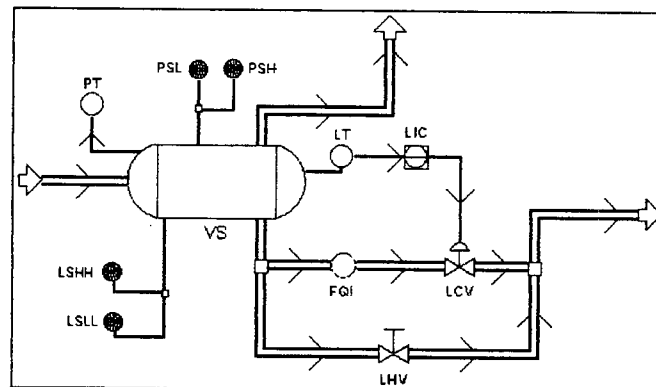 PSL PSH
PT
LT LIC
VS
LSHH
FQI LCV
LSLL
LHV